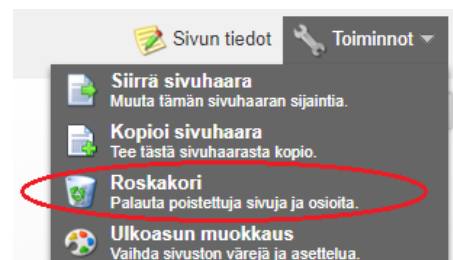 Sivun tiedot Toiminnot
Siirrä sivuhaara
Muuta tämän sivuhaaran sijaintia.
Kopioi sivuhaara
Tee tästä sivuhaarasta kopio.
Roskakori
Palauta poistettuja sivuja ja osioita.
Ulkoasun muokkaus
Vaihda sivuston värejä ja asettelua.